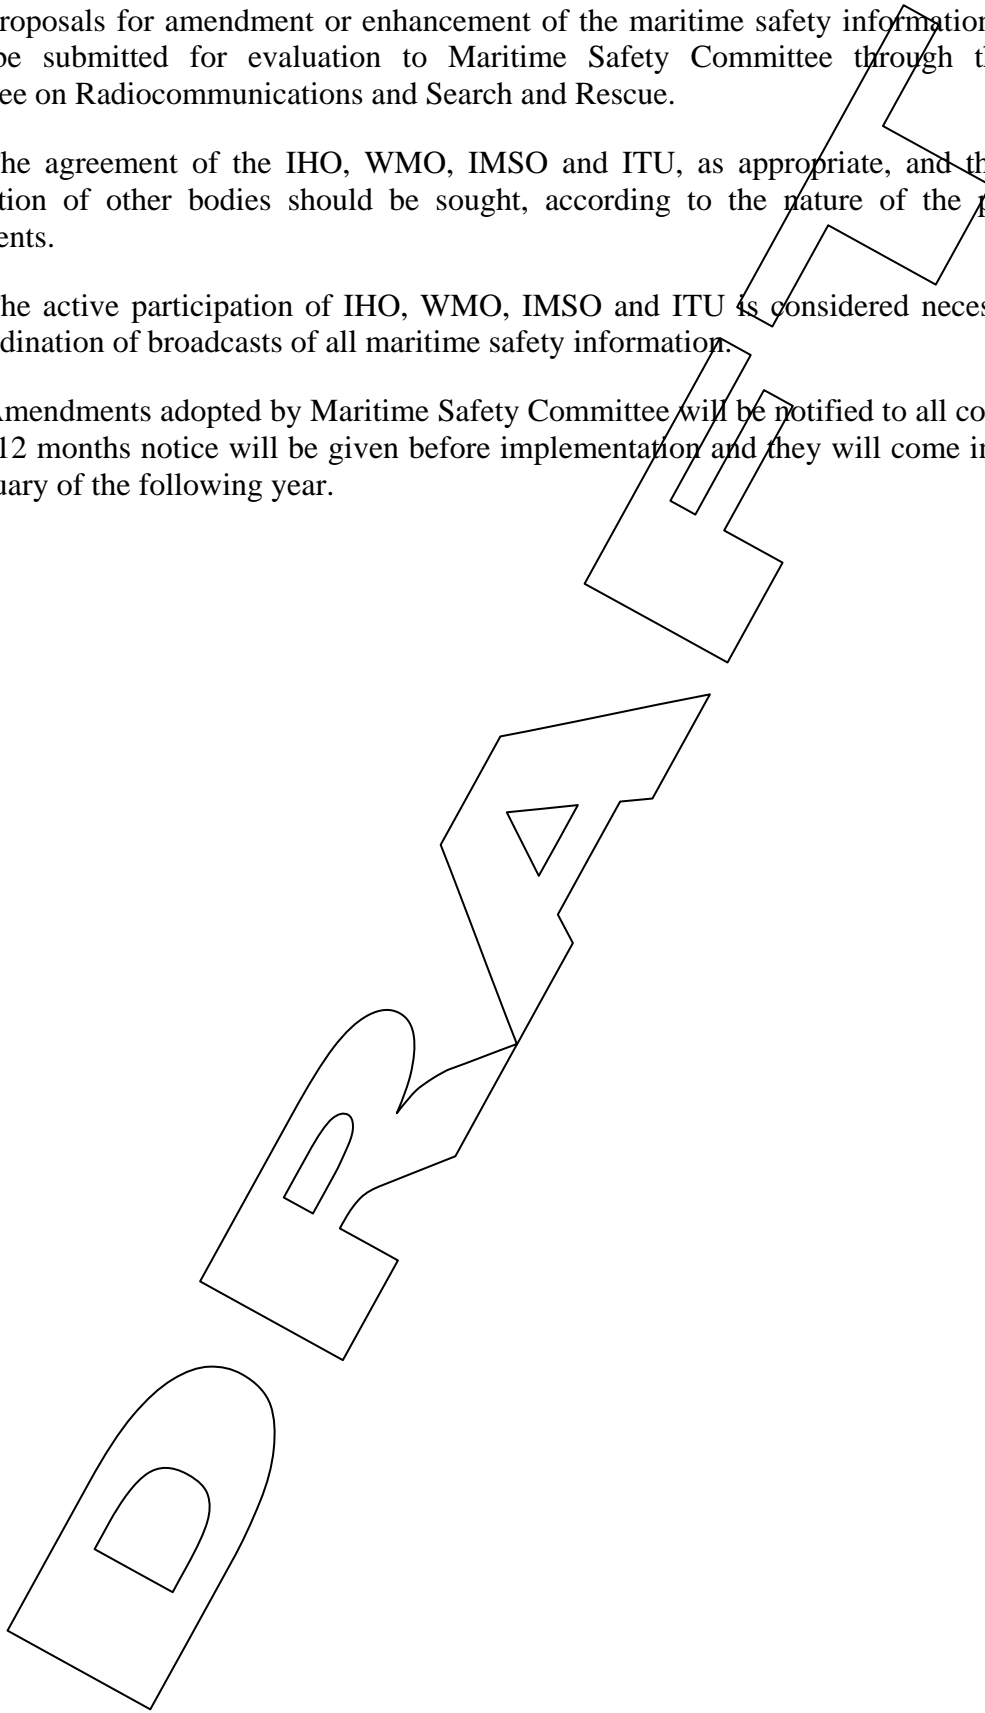 roposals for amendment or enhancement of the maritime safety information
be submitted for evaluation to Maritime Safety Committee through th
ee on Radiocommunications and Search and Rescue.
he agreement of the IHO, WMO, IMSO and ITU, as appropriate, and th
tion of other bodies should be sought, according to the nature of the p
ents.
he active participation of IHO, WMO, IMSO and ITU is considered neces
dination of broadcasts of all maritime safety information.
Amendments adopted by Maritime Safety Committee will be notified to all co
12 months notice will be given before implementation and they will come in
uary of the following year.
DRAFT